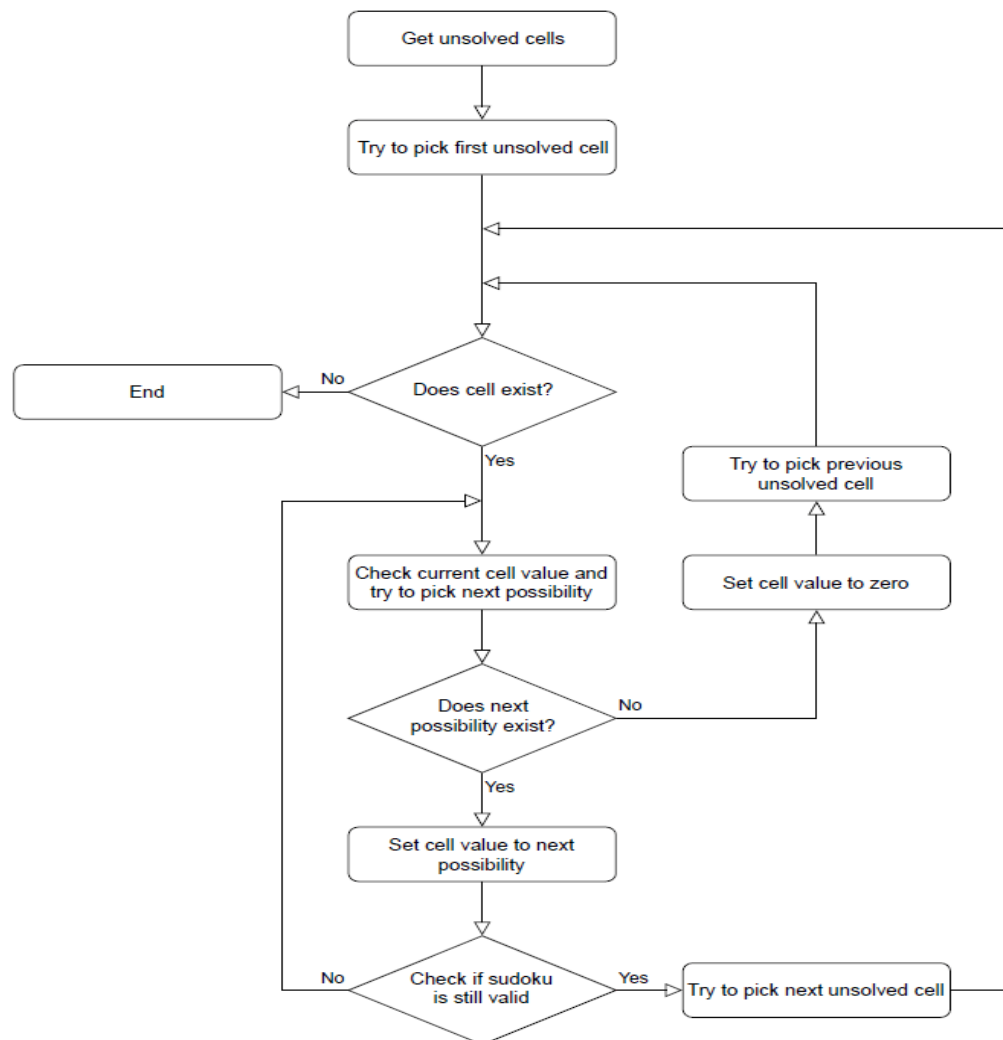 Get unsolved cells
Try to pick first unsolved cell
Does cell exist?
No
End
Yes
Try to pick previous
unsolved cell
Check current cell value and
try to pick next possibility
Set cell value to zero
Does next
possibility exist?
No
Yes
Set cell value to next
possibility
Check if sudoku
is still valid
No
Yes
Try to pick next unsolved cell